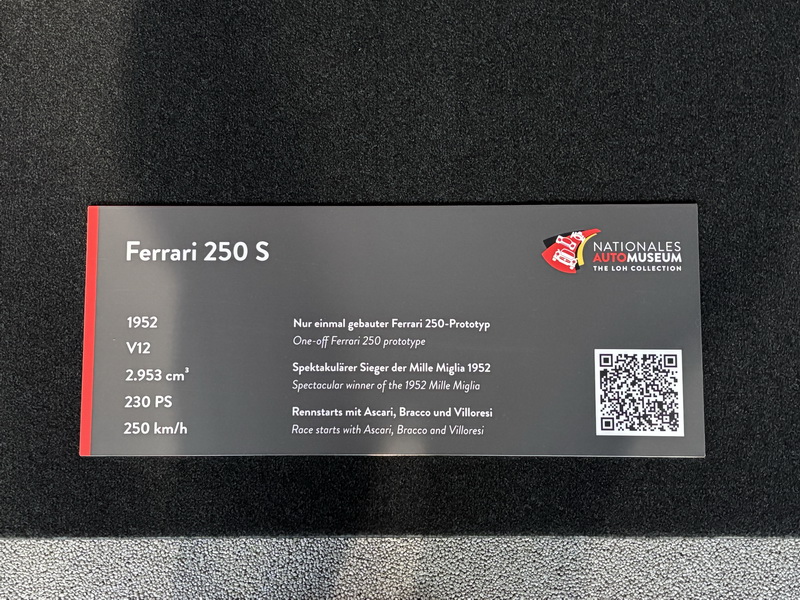 Ferrari 250 S
NATIONALES
AUTOMUSEUM
THE LOH COLLECTION
1952
V12
2.953 cm³
230 PS
250 km/h
Nur einmal gebauter Ferrari 250-Prototyp
One-off Ferrari 250 prototype
Spektakulärer Sieger der Mille Miglia 1952
Spectacular winner of the 1952 Mille Miglia
Rennstarts mit Ascari, Bracco und Villoresi
Race starts with Ascari, Bracco and Villoresi